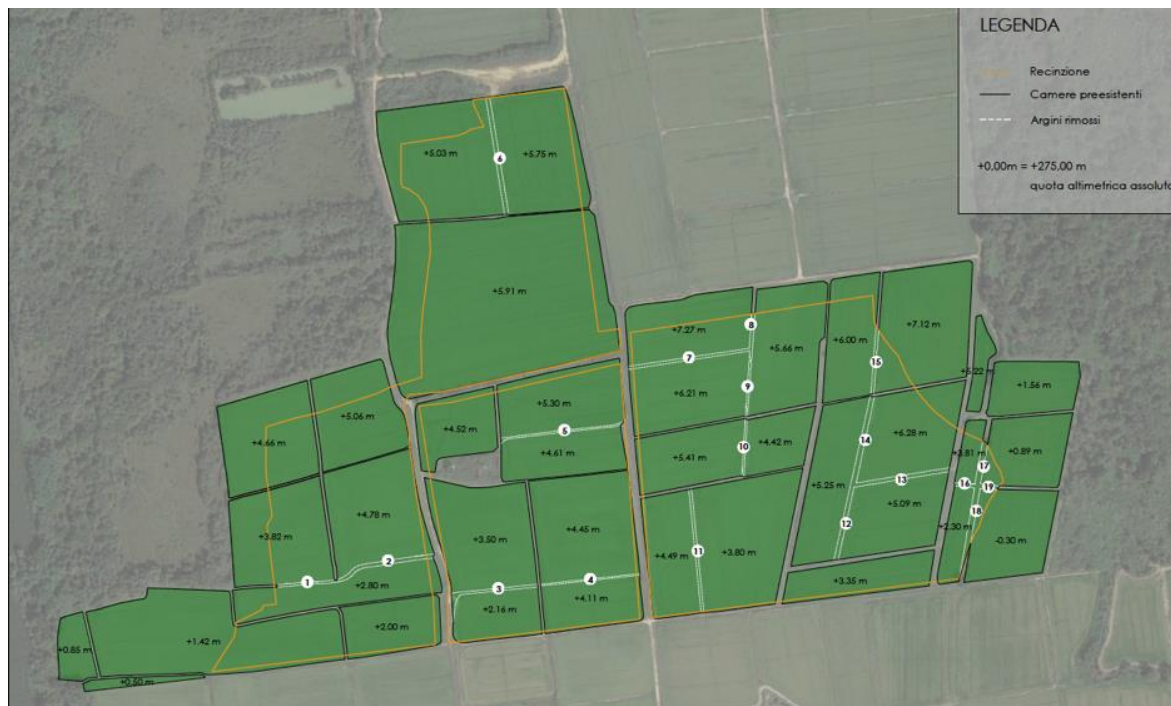 LEGENDA
Recinzione
Camere preesistenti
Argini rimossi
+0,00m = +275,00 m
quota altimetrica assoluta
+5.03 m
6
+5.75 m
+5.91 m
+7.27 m
8
+5.66 m
+6.00 m
+7.12 m
7
15
+5.22 m
+1.56 m
+6.21 m
9
+5.06 m
+4.66 m
+5.30 m
+4.52 m
5
+4.61 m
+5.41 m
10
+4.42 m
14
+6.28 m
+3.81 m
+0.89 m
17
13
16
19
+5.25 m
+5.09 m
18
+4.78 m
+3.82 m
+3.50 m
+4.45 m
+4.49 m
11
+3.80 m
12
+2.30 m
-0.30 m
1
2
+2.80 m
3
4
+2.16 m
+4.11 m
+3.35 m
+2.00 m
+1.42 m
+0.85 m
+0.50 m